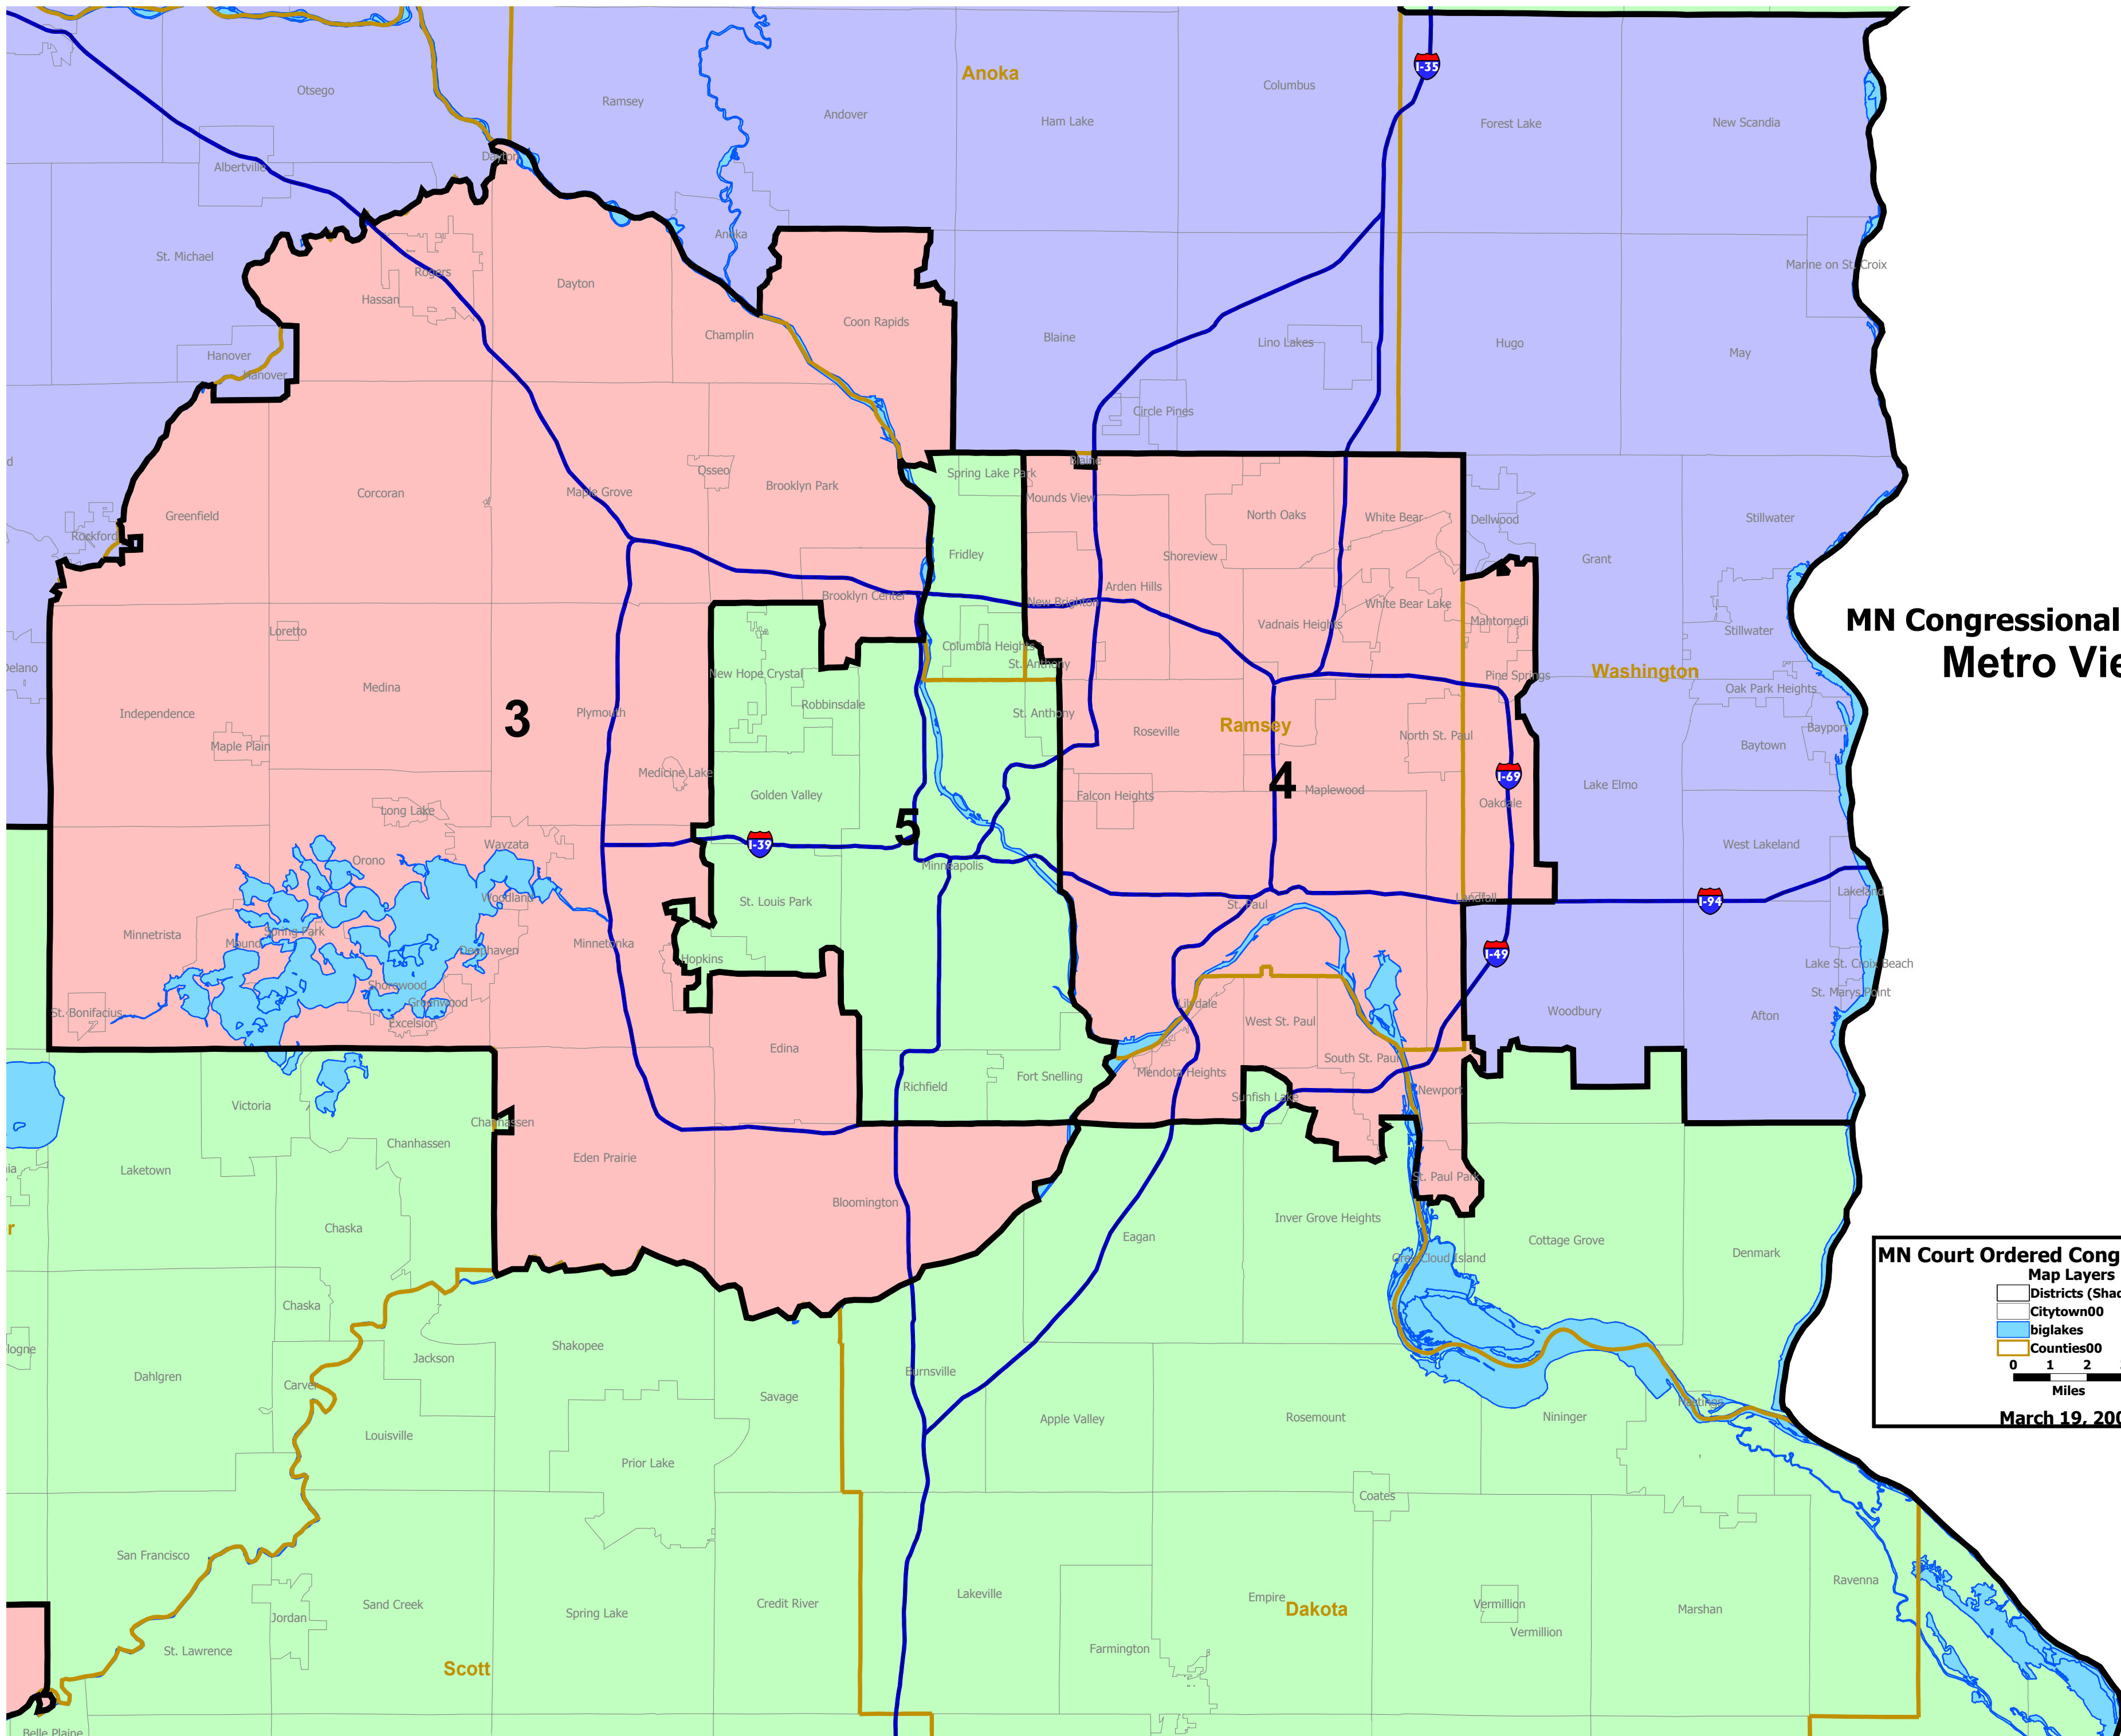 I-35
Anoka
Otsego
Ramsey
Andover
Ham Lake
Columbus
Forest Lake
New Scandia
Dayton
Albertville
St. Michael
Anoka
Rogers
Hassan
Dayton
Marine on St. Croix
Champlin
Coon Rapids
Blaine
Lino Lakes
Hugo
May
Hanover
Hanover
Circle Pines
Blaine
Osseo
Spring Lake Park
Corcoran
Maple Grove
Brooklyn Park
Mounds View
North Oaks
White Bear
Dellwood
Stillwater
Greenfield
Rockford
Fridley
Shoreview
Grant
Arden Hills
Brooklyn Center
New Brighton
White Bear Lake
Mahtomedi
Vadnais Heights
Stillwater
MN Congressional
Metro Vie
Loretto
Columbia Heights
St. Anthony
Delano
New Hope
Crystal
Pine Springs
Washington
Medina
Oak Park Heights
Independence
3
Plymouth
Robbinsdale
St. Anthony
Roseville
Ramsey
North St. Paul
Bayport
Maple Plain
Baytown
Medicine Lake
I-69
4
Golden Valley
Falcon Heights
Maplewood
Oakdale
Lake Elmo
Long Lake
5
I-39
Wayzata
West Lakeland
Orono
Minneapolis
Lakeland
Woodland
St. Louis Park
St. Paul
Landfall
I-94
Spring Park
Minnetrista
Mound
Minnetonka
Deephaven
I-49
Hopkins
Lake St. Croix Beach
Shorewood
St. Marys Point
Greenwood
Lilydale
St. Bonifacius
Excelsior
West St. Paul
Woodbury
Afton
Edina
South St. Paul
Fort Snelling
Mendota Heights
Richfield
Newport
Sunfish Lake
Victoria
Chanhassen
Chanhassen
Laketown
Eden Prairie
St. Paul Park
Bloomington
Chaska
Inver Grove Heights
Eagan
Cottage Grove
Denmark
Grey Cloud Island
MN Court Ordered Cong
Map Layers
Districts (Shad
Citytown00
biglakes
Counties00
0 1 2
Miles
March 19, 200
Chaska
Shakopee
Jackson
Burnsville
Dahlgren
Carver
Savage
Hastings
Apple Valley
Rosemount
Nininger
Louisville
Prior Lake
Coates
San Francisco
Ravenna
Sand Creek
Spring Lake
Credit River
Lakeville
Empire
Dakota
Vermillion
Marshan
Jordan
Vermillion
St. Lawrence
Farmington
Scott
Belle Plaine